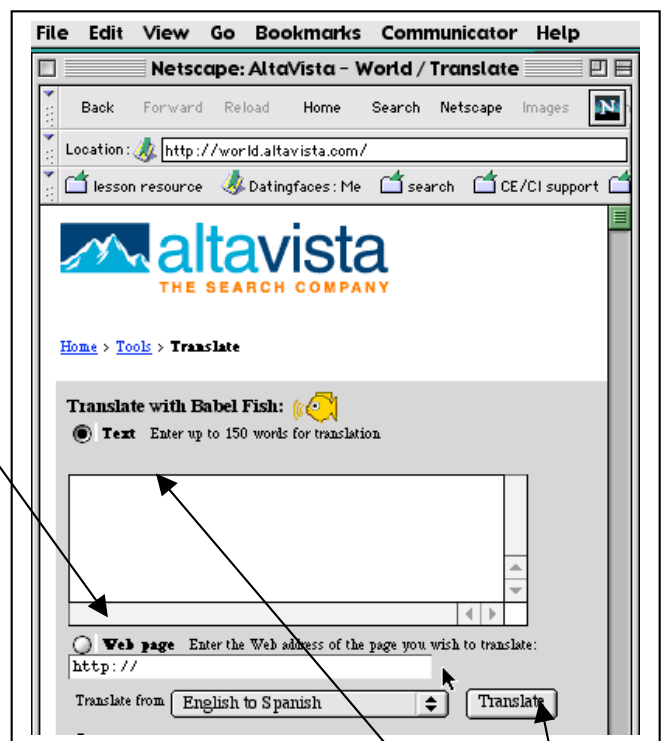 File Edit View Go Bookmarks Communicator Help
Netscape: AltaVista - World / Translate
Back Forward Reload Home Search Netscape Images N
Location: http://world.altavista.com/
lesson resource Datingfaces: Me search CE/CI support
altavista
THE SEARCH COMPANY
Home > Tools > Translate
Translate with Babel Fish:
Text Enter up to 150 words for translation
Web page Enter the Web address of the page you wish to translate:
http://
Translate from English to Spanish Translate